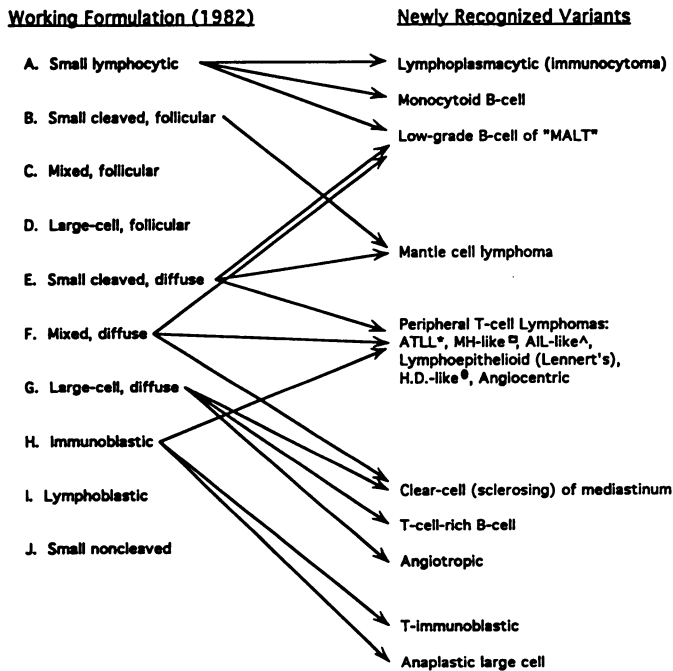 Working Formulation (1982)
A. Small lymphocytic
B. Small cleaved, follicular
C. Mixed, follicular
D. Large-cell, follicular
E. Small cleaved, diffuse
F. Mixed, diffuse
G. Large-cell, diffuse
H. Immunoblastic
I. Lymphoblastic
J. Small noncleaved
Newly Recognized Variants
Lymphoplasmacytic (immunocytoma)
Monocytoid B-cell
Low-grade B-cell of "MALT"
Mantle cell lymphoma
Peripheral T-cell Lymphomas:
ATLL*, MH-like□, AIL-like^,
Lymphoepithelioid (Lennert's),
H.D.-like●, Angiocentric
Clear-cell (sclerosing) of mediastinum
T-cell-rich B-cell
Angiotropic
T-immunoblastic
Anaplastic large cell